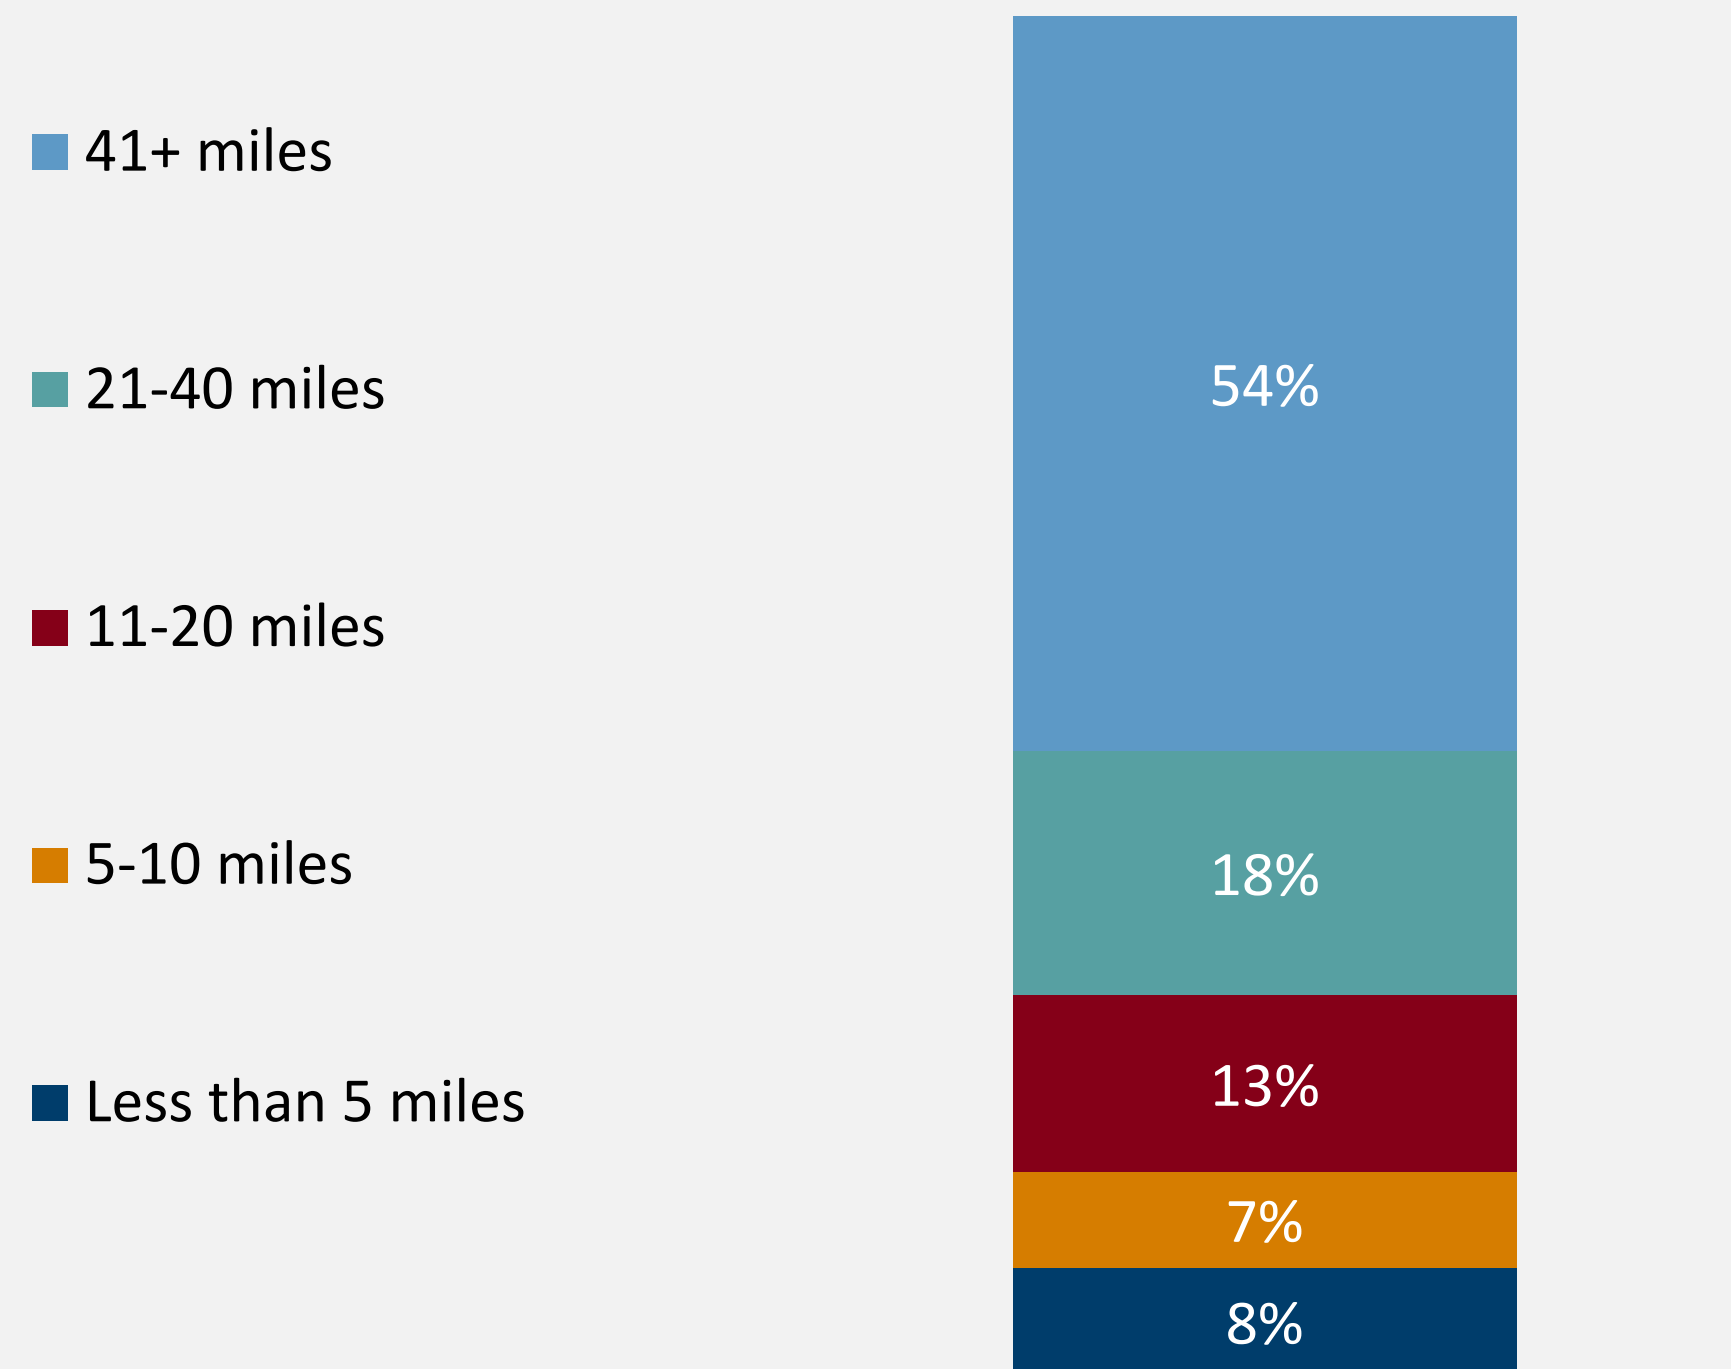 41+ miles
21-40 miles
11-20 miles
5-10 miles
Less than 5 miles
54%
18%
13%
7%
8%